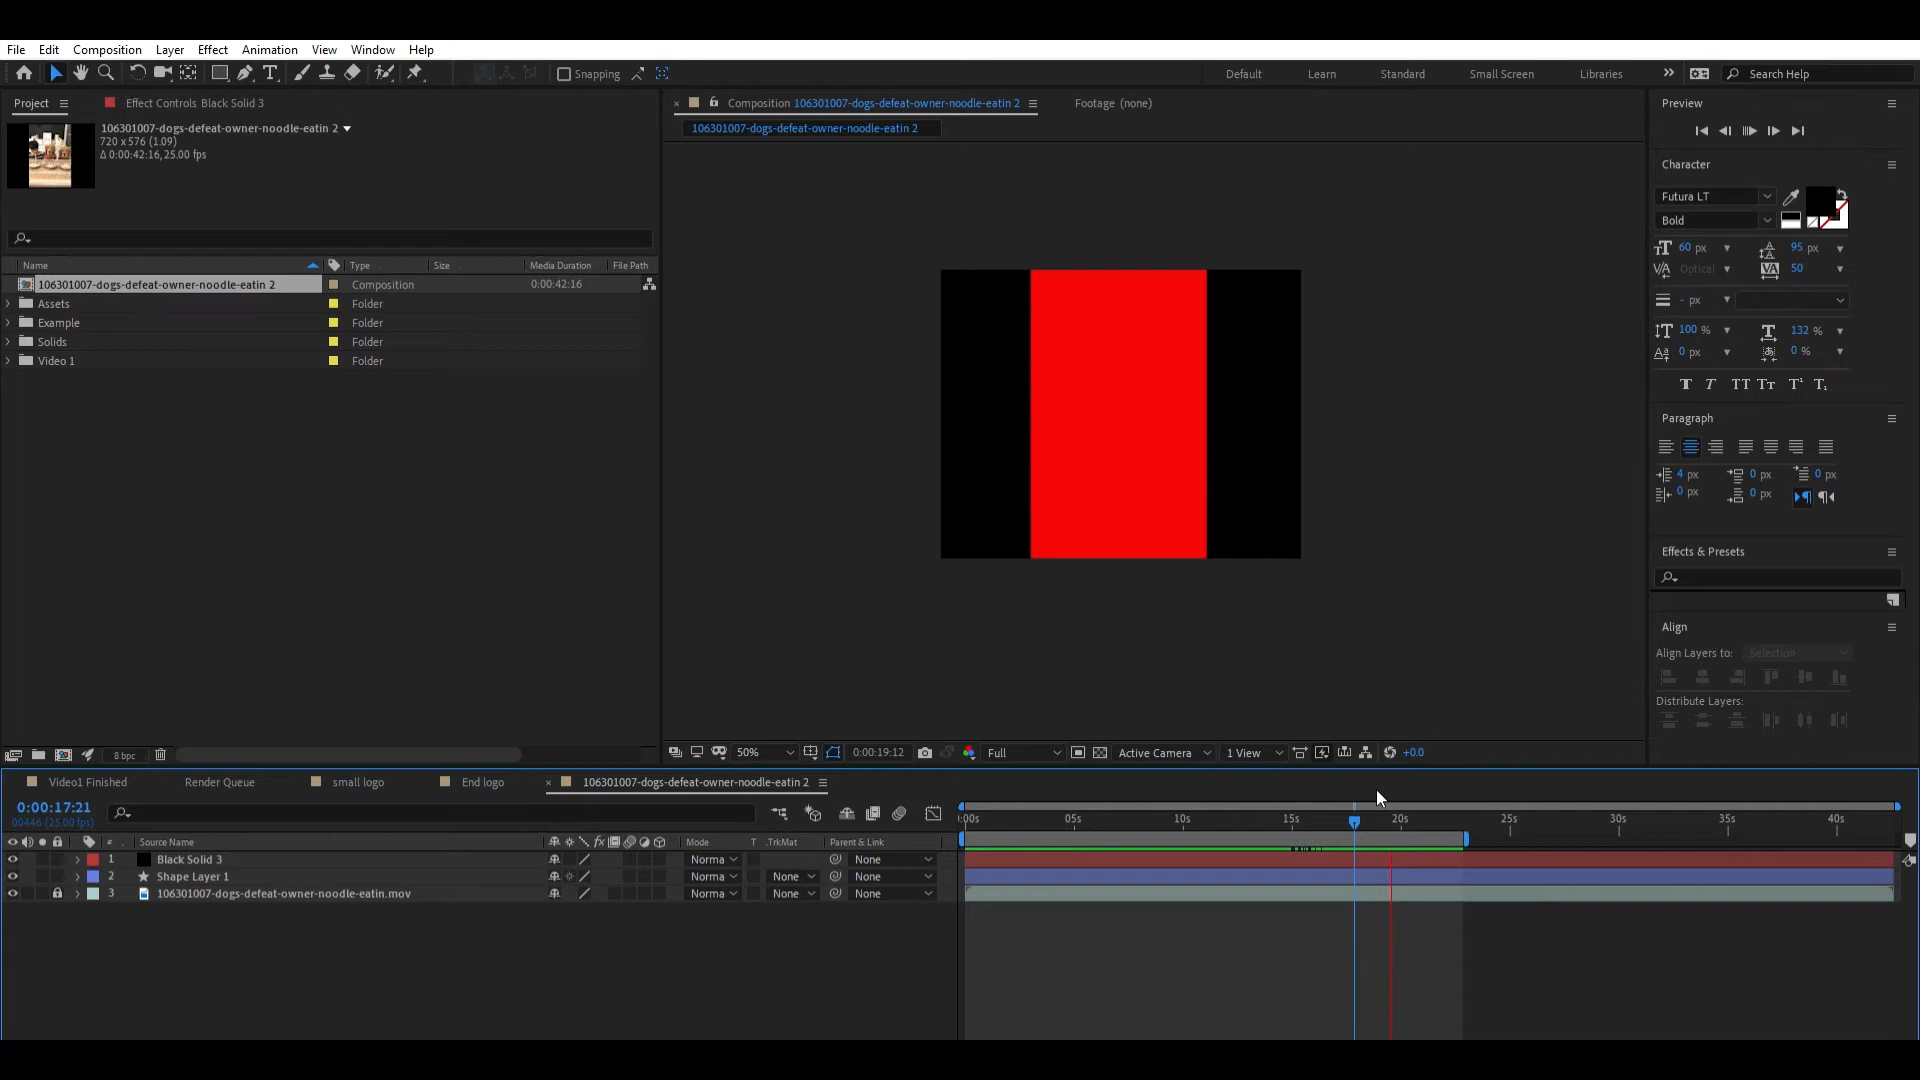 File Edit Composition Layer Effect Animation View Window Help
Snapping
Default Learn Standard Small Screen Libraries Search Help
Project Effect Controls Black Solid 3
106301007-dogs-defeat-owner-noodle-eatin 2
720 x 576 (1.09)
Δ 0:00:42:16, 25.00 fps
Name Type Size Media Duration File Path
106301007-dogs-defeat-owner-noodle-eatin 2 Composition 0:00:42:16
Assets Folder
Example Folder
Solids Folder
Video 1 Folder
8 bpc
Composition 106301007-dogs-defeat-owner-noodle-eatin 2 Footage (none)
106301007-dogs-defeat-owner-noodle-eatin 2
50% 0:00:19:12 Full Active Camera 1 View +0.0
Preview
Character
Futura LT
Bold
60 px 95 px
Optical 50
- px
100 % 132 %
0 px 0 %
T T TT Tt T¹ T₁
Paragraph
4 px 0 px 0 px
0 px 0 px
Effects & Presets
Align
Align Layers to: Selection
Distribute Layers:
Video1 Finished Render Queue small logo End logo 106301007-dogs-defeat-owner-noodle-eatin 2
0:00:17:21
00446 (25.00 fps)
:00s 05s 10s 15s 20s 25s 30s 35s 40s
# Source Name Mode T .TrkMat Parent & Link
1 Black Solid 3 Norma None
2 Shape Layer 1 Norma None None
3 106301007-dogs-defeat-owner-noodle-eatin.mov Norma None None